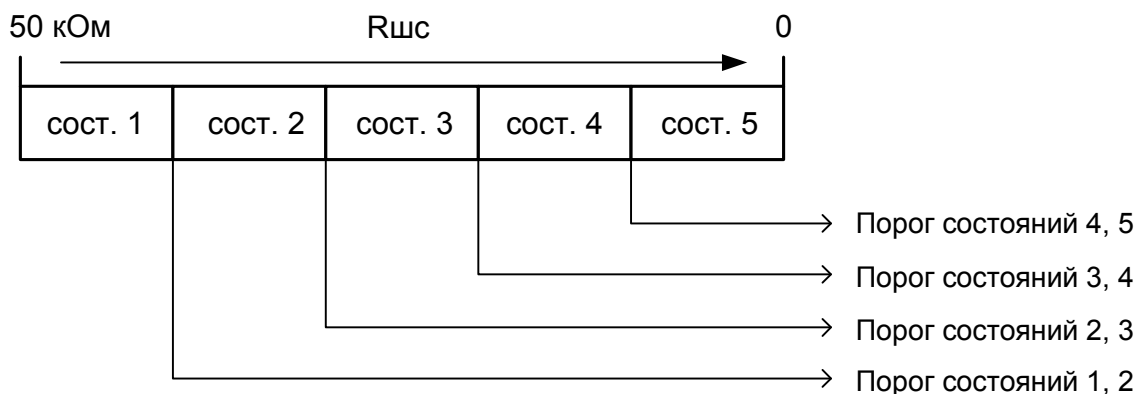 50 кОм Rшс 0
сост. 1 сост. 2 сост. 3 сост. 4 сост. 5
Порог состояний 4, 5
Порог состояний 3, 4
Порог состояний 2, 3
Порог состояний 1, 2